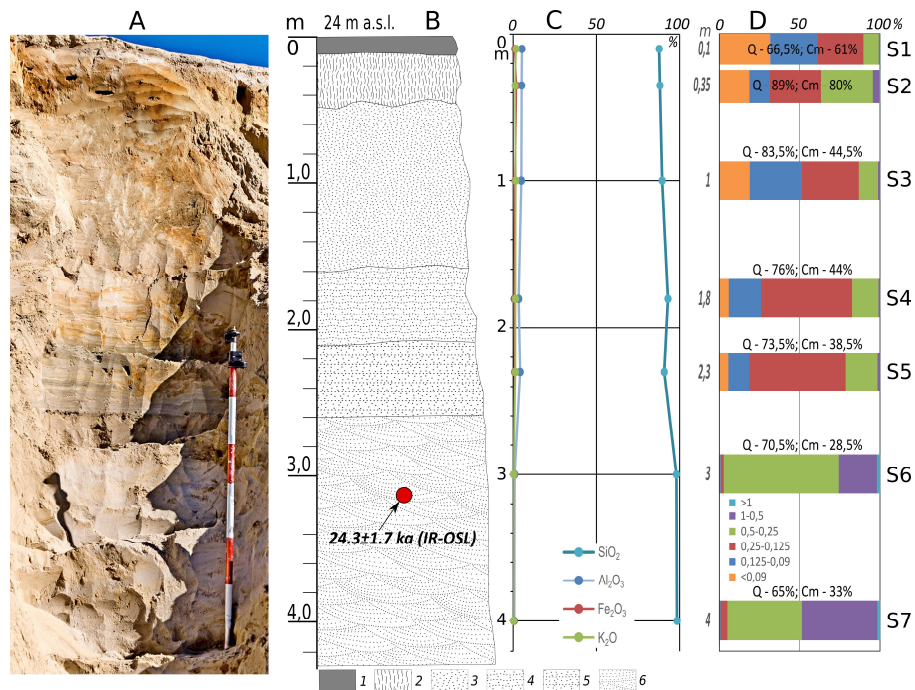 A
B
C
D
m
24 m a.s.l.
0
1,0
2,0
3,0
4,0
24.3±1.7 ka (IR-OSL)
1 2 3 4 5 6
0 50 100
%
0
m
1
2
3
4
SiO₂
Al₂O₃
Fe₂O₃
K₂O
0 50 100%
m
0,1
Q - 66,5%; Cm - 61%
S1
0,35
Q 89%; Cm 80%
S2
Q - 83,5%; Cm - 44,5%
1
S3
Q - 76%; Cm - 44%
1,8
S4
Q - 73,5%; Cm - 38,5%
2,3
S5
Q - 70,5%; Cm - 28,5%
3
S6
>1
1-0,5
0,5-0,25
0,25-0,125
0,125-0,09
<0.09
Q - 65%; Cm - 33%
4
S7